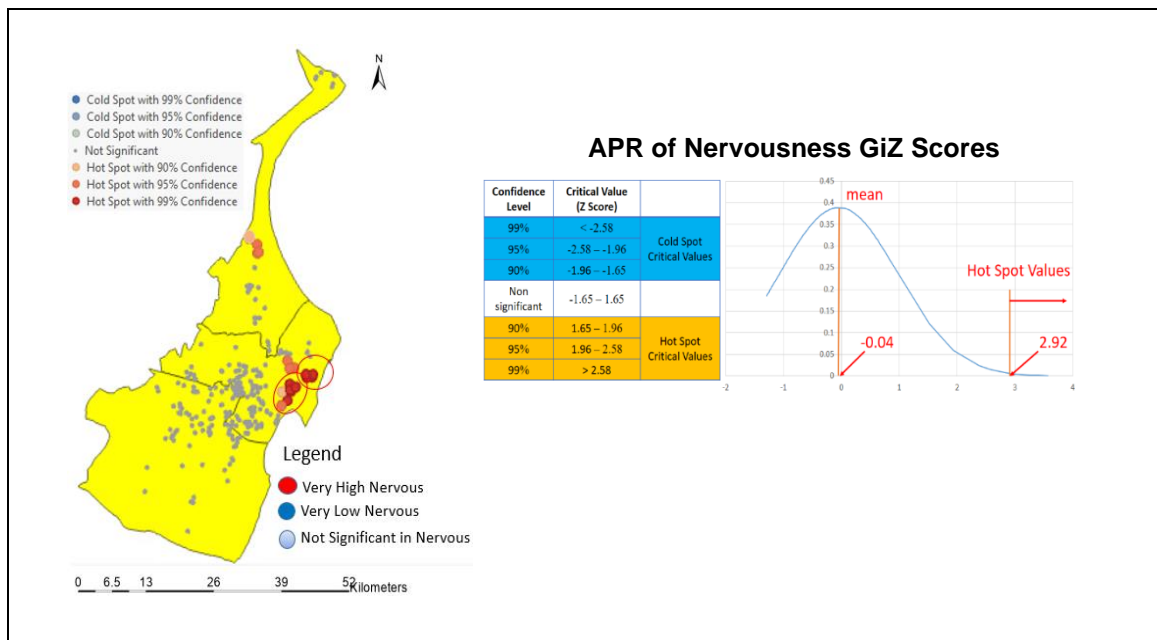 N
Cold Spot with 99% Confidence
Cold Spot with 95% Confidence
Cold Spot with 90% Confidence
Not Significant
Hot Spot with 90% Confidence
Hot Spot with 95% Confidence
Hot Spot with 99% Confidence
Legend
Very High Nervous
Very Low Nervous
Not Significant in Nervous
0 6.5 13 26 39 52
Kilometers
APR of Nervousness GiZ Scores
Confidence Level Critical Value (Z Score)
99% < -2.58
95% -2.58 – -1.96 Cold Spot Critical Values
90% -1.96 – -1.65
Non significant -1.65 – 1.65
90% 1.65 – 1.96
95% 1.96 – 2.58 Hot Spot Critical Values
99% > 2.58
0.45
0.4
0.35
0.3
0.25
0.2
0.15
0.1
0.05
0
-2 -1 0 1 2 3 4
mean
Hot Spot Values
-0.04
2.92